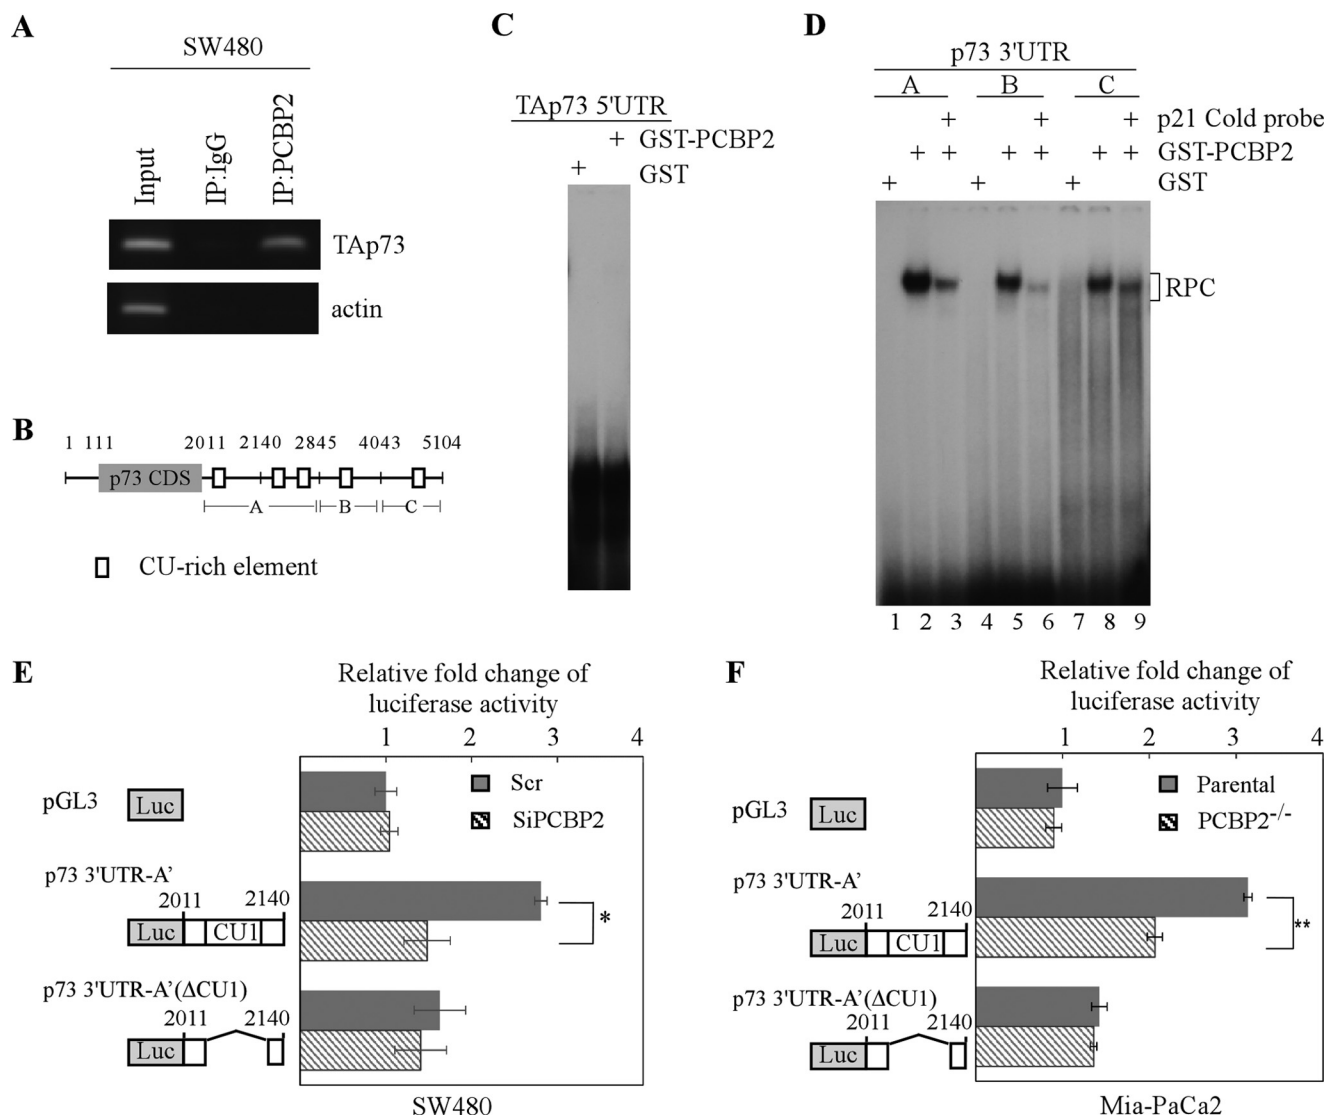 A
SW480
Input
IP:IgG
IP:PCBP2
TAp73
actin
B
1 111 2011 2140 2845 4043 5104
p73 CDS
A B C
CU-rich element
C
TAp73 5'UTR
+ GST-PCBP2
+ GST
D
p73 3'UTR
A B C
+ + + p21 Cold probe
+ + + + + + GST-PCBP2
+ + + GST
RPC
1 2 3 4 5 6 7 8 9
E
Relative fold change of
luciferase activity
1 2 3 4
pGL3
Luc
Scr
SiPCBP2
p73 3'UTR-A'
2011 2140
Luc CU1
*
p73 3'UTR-A'(ΔCU1)
2011 2140
Luc
SW480
F
Relative fold change of
luciferase activity
1 2 3 4
pGL3
Luc
Parental
PCBP2-/-
p73 3'UTR-A'
2011 2140
Luc CU1
**
p73 3'UTR-A'(ΔCU1)
2011 2140
Luc
Mia-PaCa2